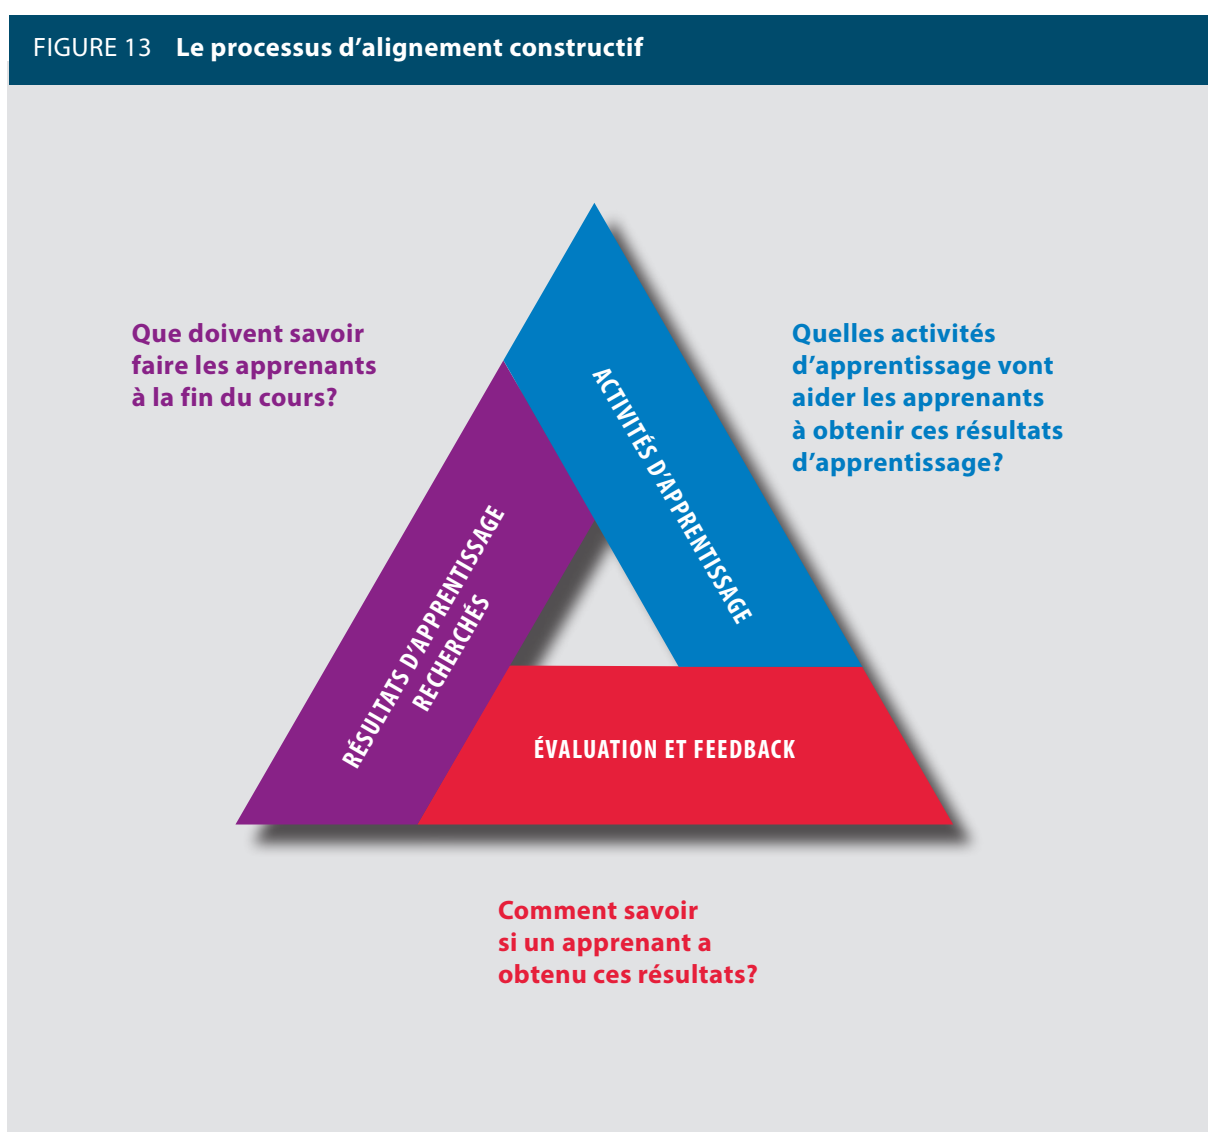 FIGURE 13 Le processus d’alignement constructif
Que doivent savoir
faire les apprenants
à la fin du cours?
Quelles activités
d’apprentissage vont
aider les apprenants
à obtenir ces résultats
d’apprentissage?
ACTIVITÉS D’APPRENTISSAGE
RÉSULTATS D’APPRENTISSAGE
RECHERCHÉS
ÉVALUATION ET FEEDBACK
Comment savoir
si un apprenant a
obtenu ces résultats?